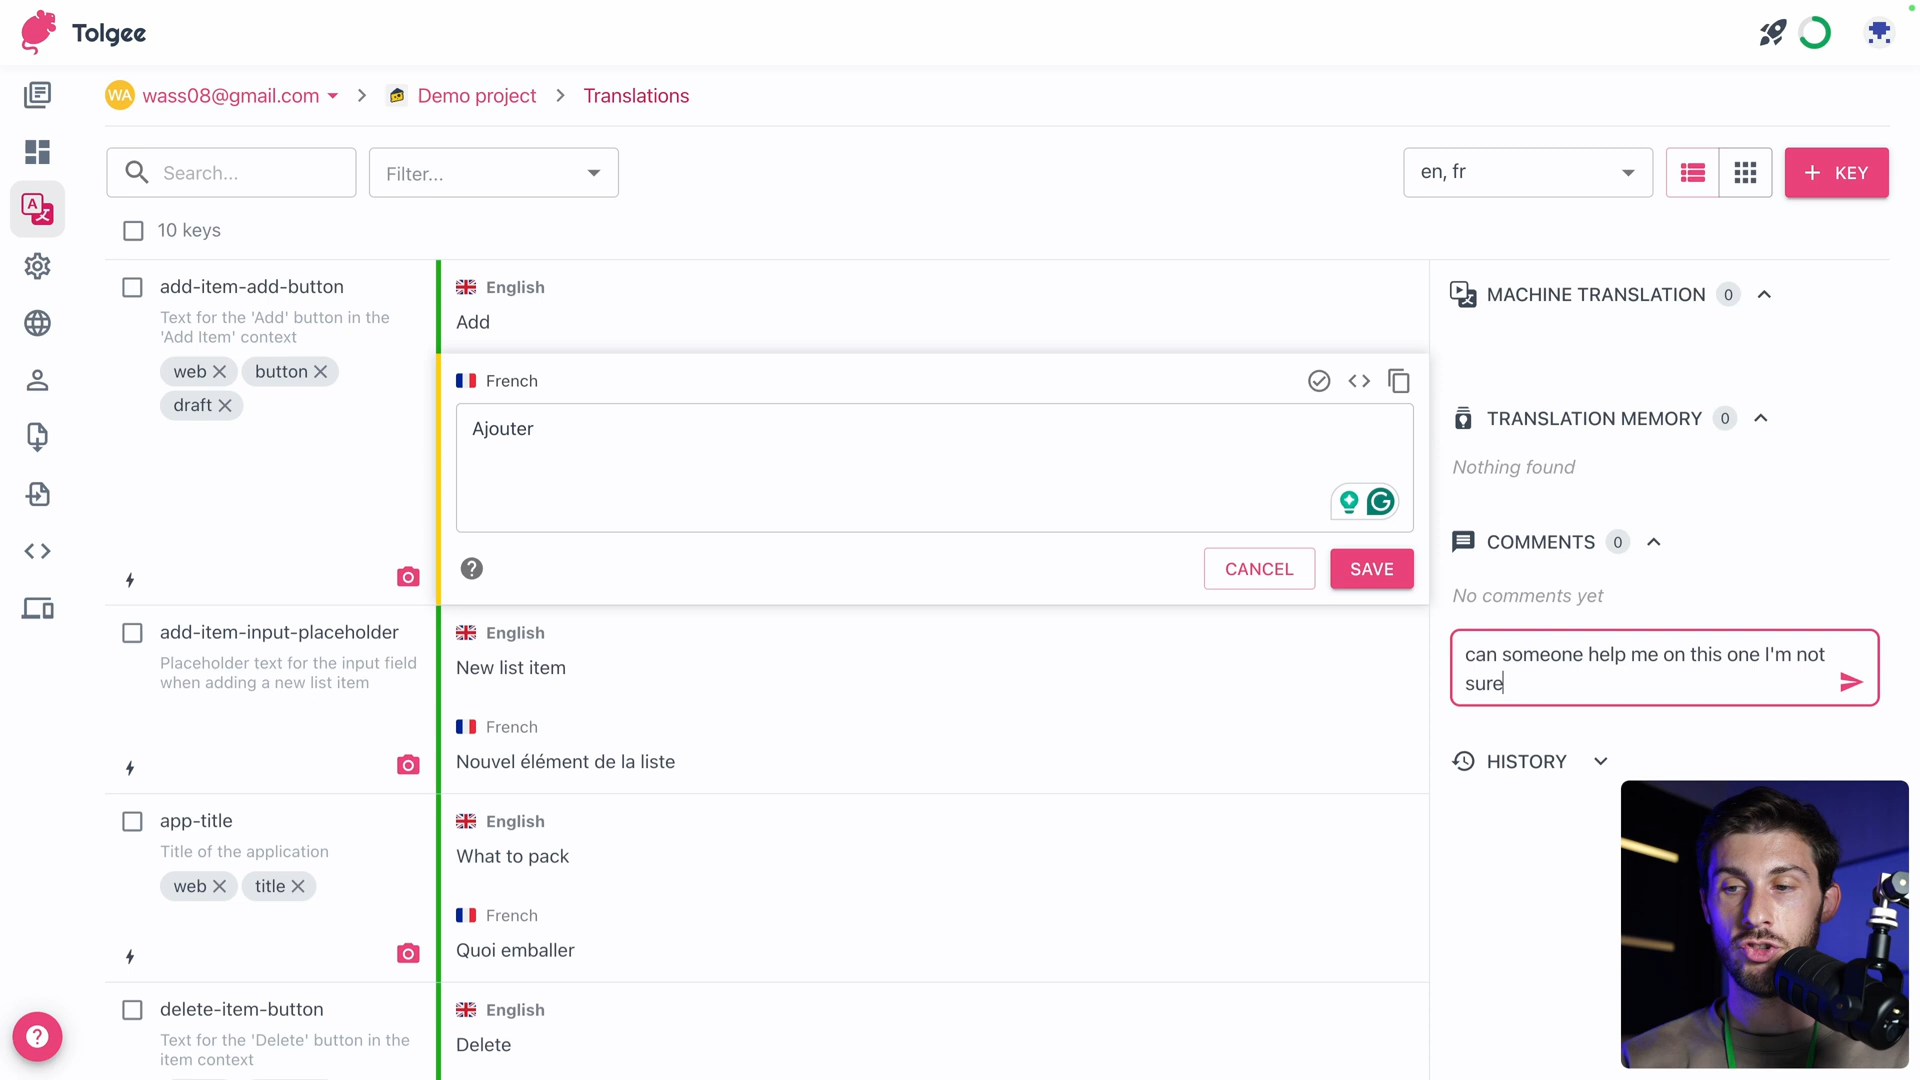 Tolgee
WA wass08@gmail.com > Demo project > Translations
Search...
Filter...
en, fr
+ KEY
10 keys
add-item-add-button
Text for the 'Add' button in the
'Add Item' context
web
button
draft
English
Add
French
Ajouter
CANCEL
SAVE
add-item-input-placeholder
Placeholder text for the input field
when adding a new list item
English
New list item
French
Nouvel élément de la liste
app-title
Title of the application
web
title
English
What to pack
French
Quoi emballer
delete-item-button
Text for the 'Delete' button in the
item context
English
Delete
MACHINE TRANSLATION 0
TRANSLATION MEMORY 0
Nothing found
COMMENTS 0
No comments yet
can someone help me on this one I'm not
sure
HISTORY